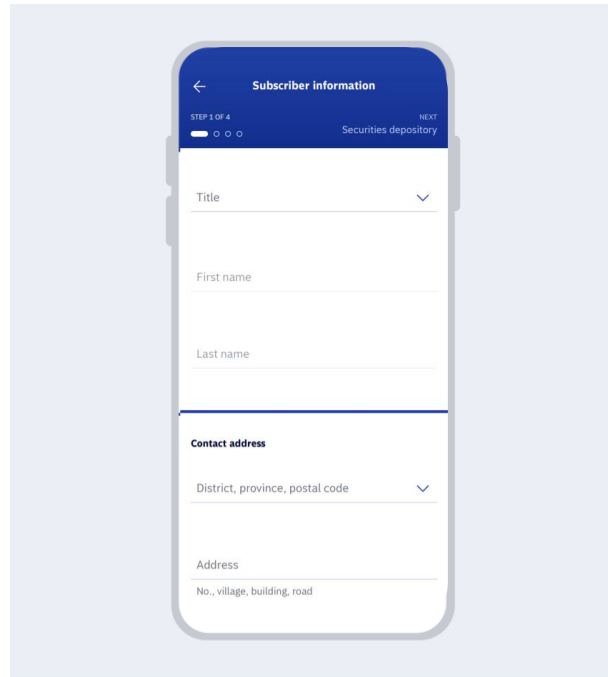 Subscriber information
STEP 1 OF 4
NEXT
Securities depository
Title
First name
Last name
Contact address
District, province, postal code
Address
No., village, building, road